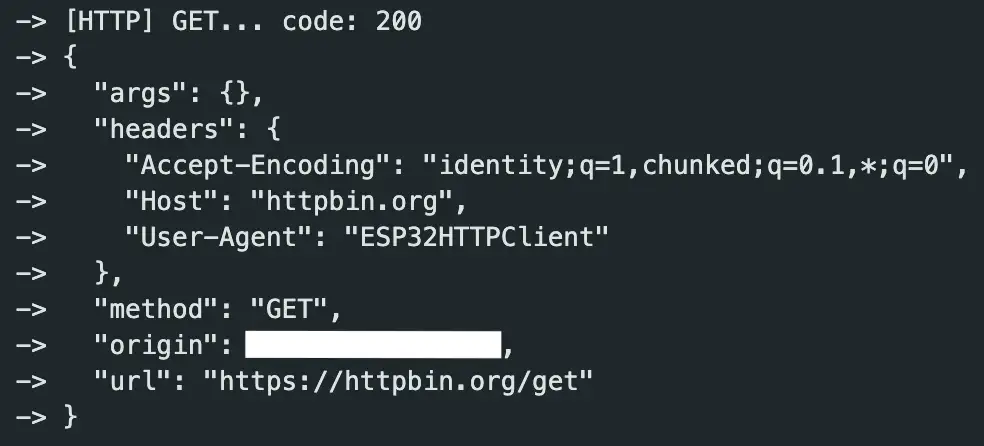 -> [HTTP] GET... code: 200
-> {
->   "args": {},
->   "headers": {
->     "Accept-Encoding": "identity;q=1,chunked;q=0.1,*;q=0",
->     "Host": "httpbin.org",
->     "User-Agent": "ESP32HTTPClient"
->   },
->   "method": "GET",
->   "origin": ,
->   "url": "https://httpbin.org/get"
-> }